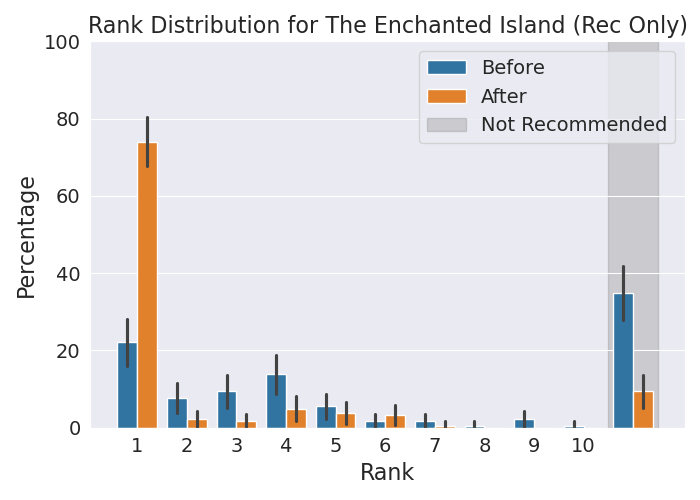 Rank Distribution for The Enchanted Island (Rec Only)
100
80
60
40
20
0
Percentage
Before
After
Not Recommended
1 2 3 4 5 6 7 8 9 10
Rank